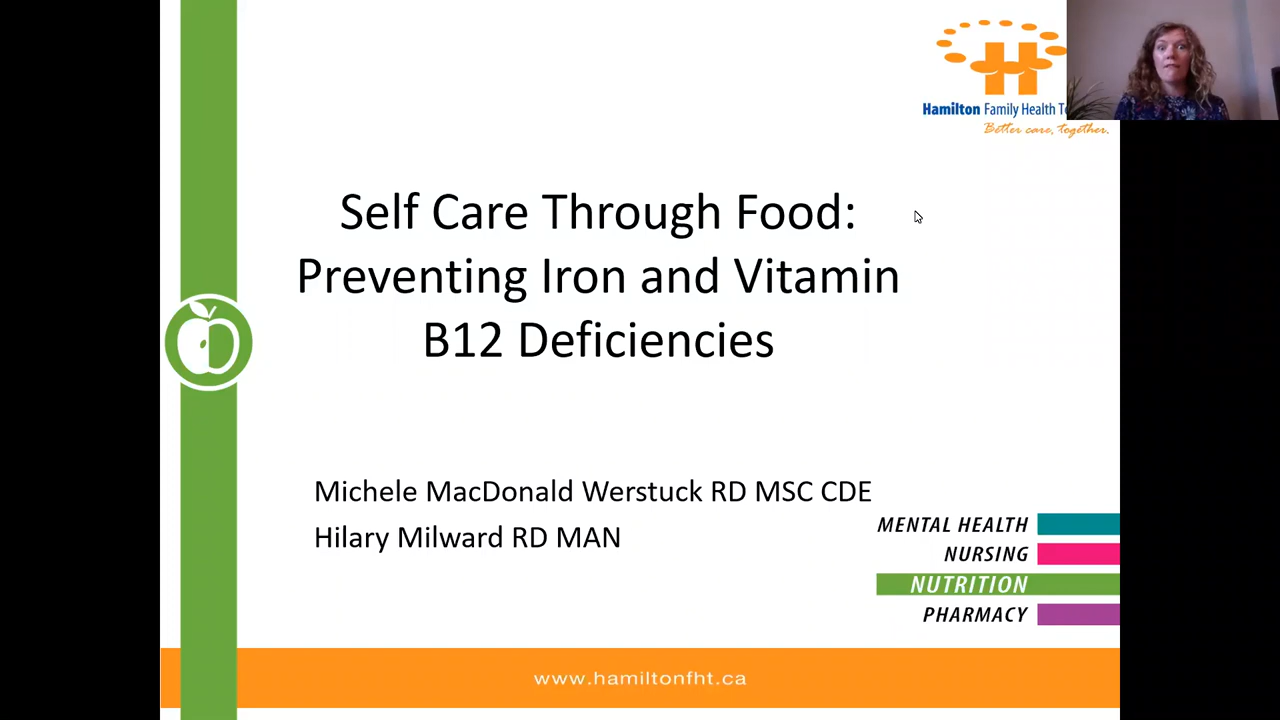 Hamilton Family Health
Better care, together.
Self Care Through Food:
Preventing Iron and Vitamin
B12 Deficiencies
Michele MacDonald Werstuck RD MSC CDE
Hilary Milward RD MAN
MENTAL HEALTH
NURSING
NUTRITION
PHARMACY
www.hamiltonfht.ca